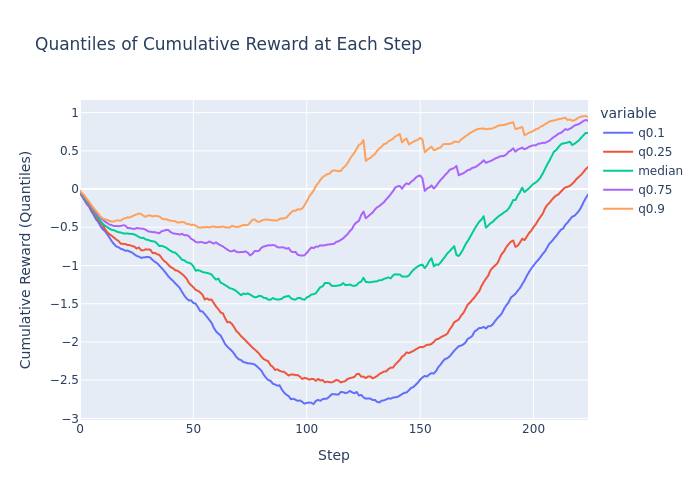 Quantiles of Cumulative Reward at Each Step
variable
q0.1
q0.25
median
q0.75
q0.9
Cumulative Reward (Quantiles)
1
0.5
0
−0.5
−1
−1.5
−2
−2.5
−3
0
50
100
150
200
Step